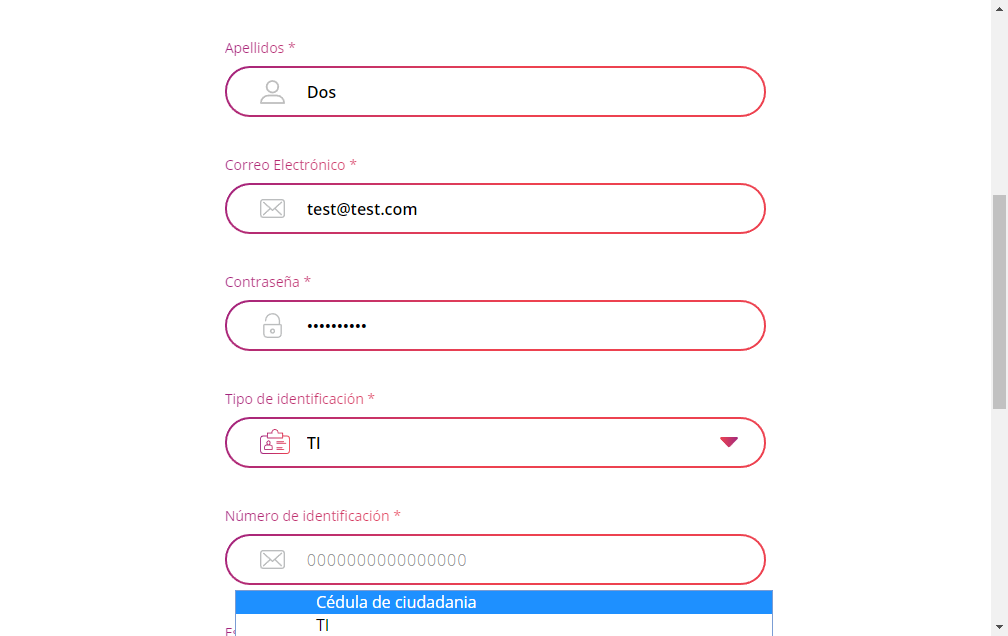 Apellidos *
Dos
Correo Electrónico *
test@test.com
Contraseña *
••••••••••
Tipo de identificación *
TI
Número de identificación *
0000000000000000
Cédula de ciudadania
TI